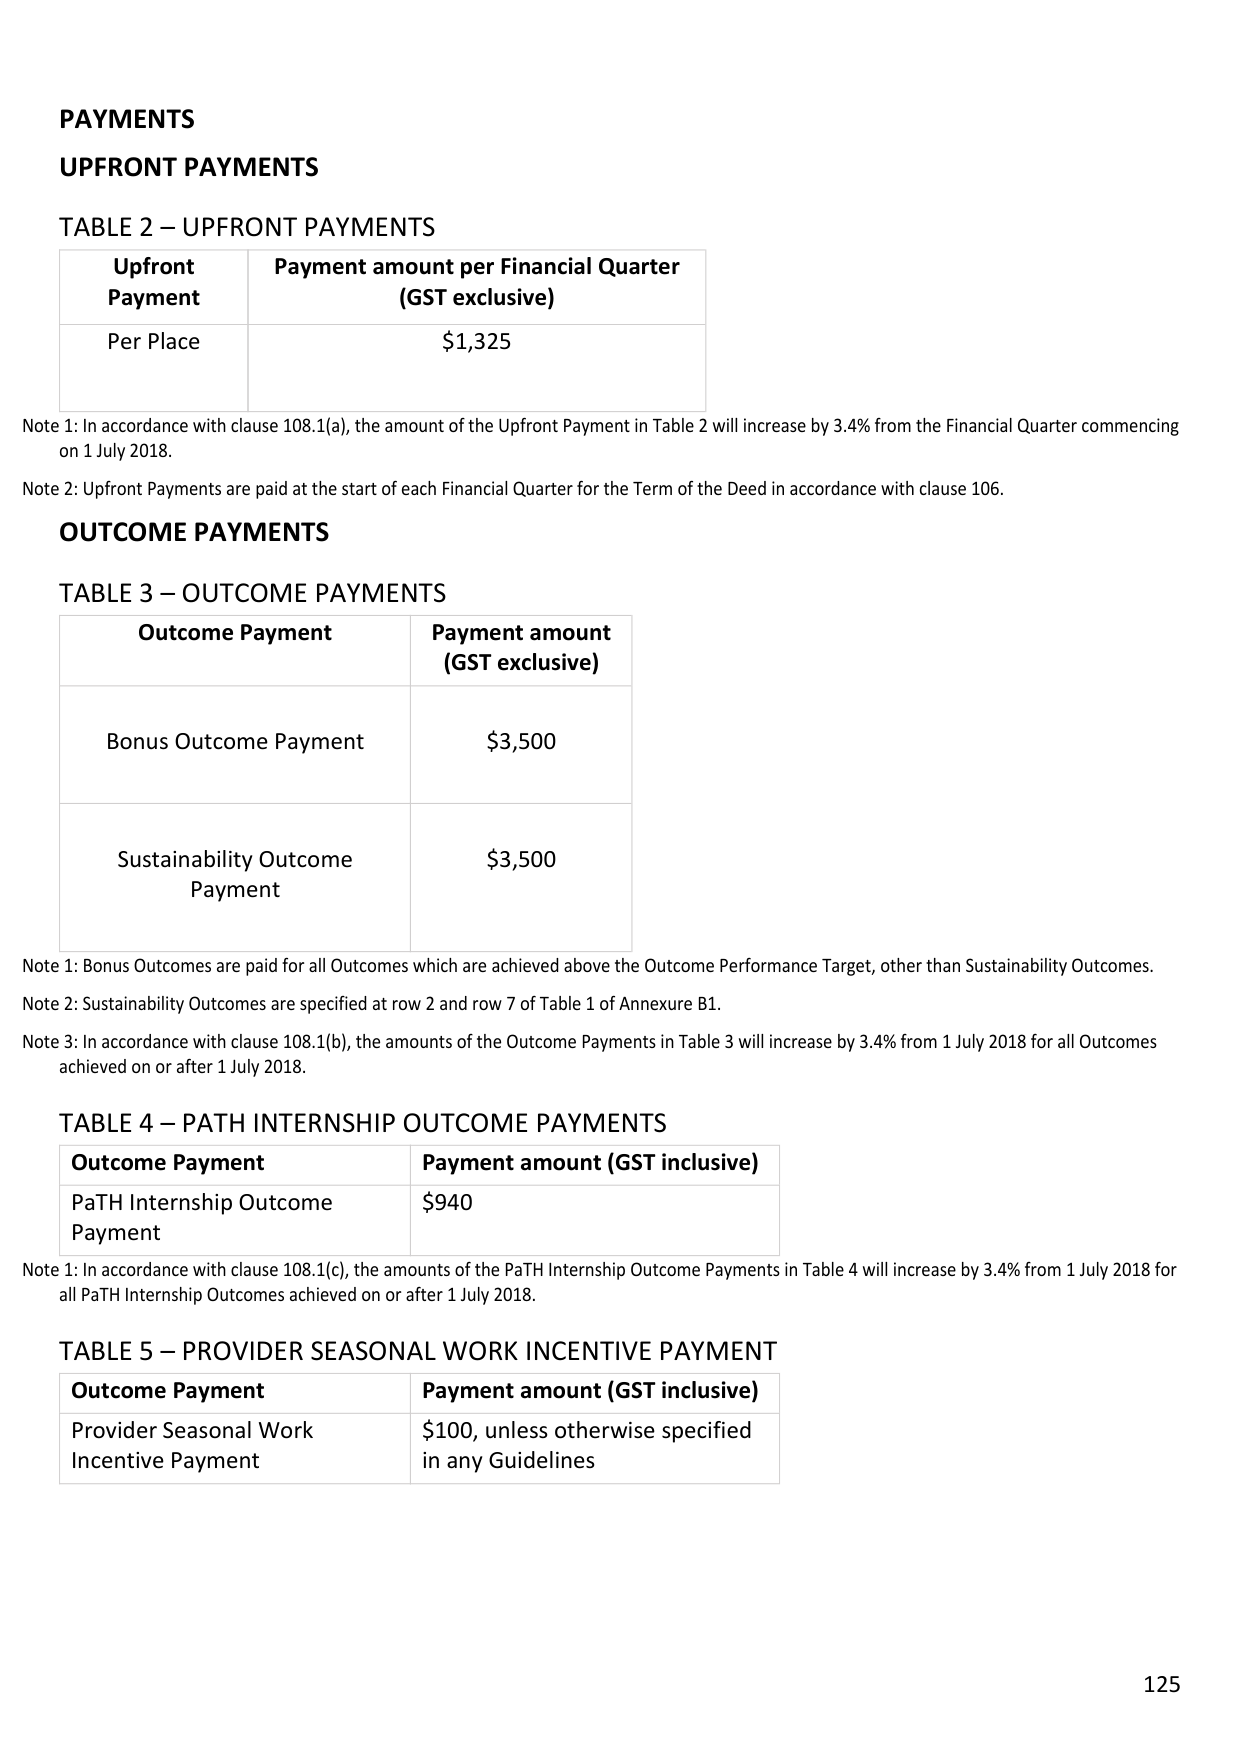 PAYMENTS
UPFRONT PAYMENTS
TABLE 2 – UPFRONT PAYMENTS
Upfront Payment
Payment amount per Financial Quarter (GST exclusive)
Per Place
$1,325
Note 1: In accordance with clause 108.1(a), the amount of the Upfront Payment in Table 2 will increase by 3.4% from the Financial Quarter commencing
on 1 July 2018.
Note 2: Upfront Payments are paid at the start of each Financial Quarter for the Term of the Deed in accordance with clause 106.
OUTCOME PAYMENTS
TABLE 3 – OUTCOME PAYMENTS
Outcome Payment
Payment amount
(GST exclusive)
Bonus Outcome Payment
$3,500
Sustainability Outcome
Payment
$3,500
Note 1: Bonus Outcomes are paid for all Outcomes which are achieved above the Outcome Performance Target, other than Sustainability Outcomes.
Note 2: Sustainability Outcomes are specified at row 2 and row 7 of Table 1 of Annexure B1.
Note 3: In accordance with clause 108.1(b), the amounts of the Outcome Payments in Table 3 will increase by 3.4% from 1 July 2018 for all Outcomes
achieved on or after 1 July 2018.
TABLE 4 – PATH INTERNSHIP OUTCOME PAYMENTS
Outcome Payment
Payment amount (GST inclusive)
PaTH Internship Outcome
Payment
$940
Note 1: In accordance with clause 108.1(c), the amounts of the PaTH Internship Outcome Payments in Table 4 will increase by 3.4% from 1 July 2018 for
all PaTH Internship Outcomes achieved on or after 1 July 2018.
TABLE 5 – PROVIDER SEASONAL WORK INCENTIVE PAYMENT
Outcome Payment
Payment amount (GST inclusive)
Provider Seasonal Work
Incentive Payment
$100, unless otherwise specified
in any Guidelines
125